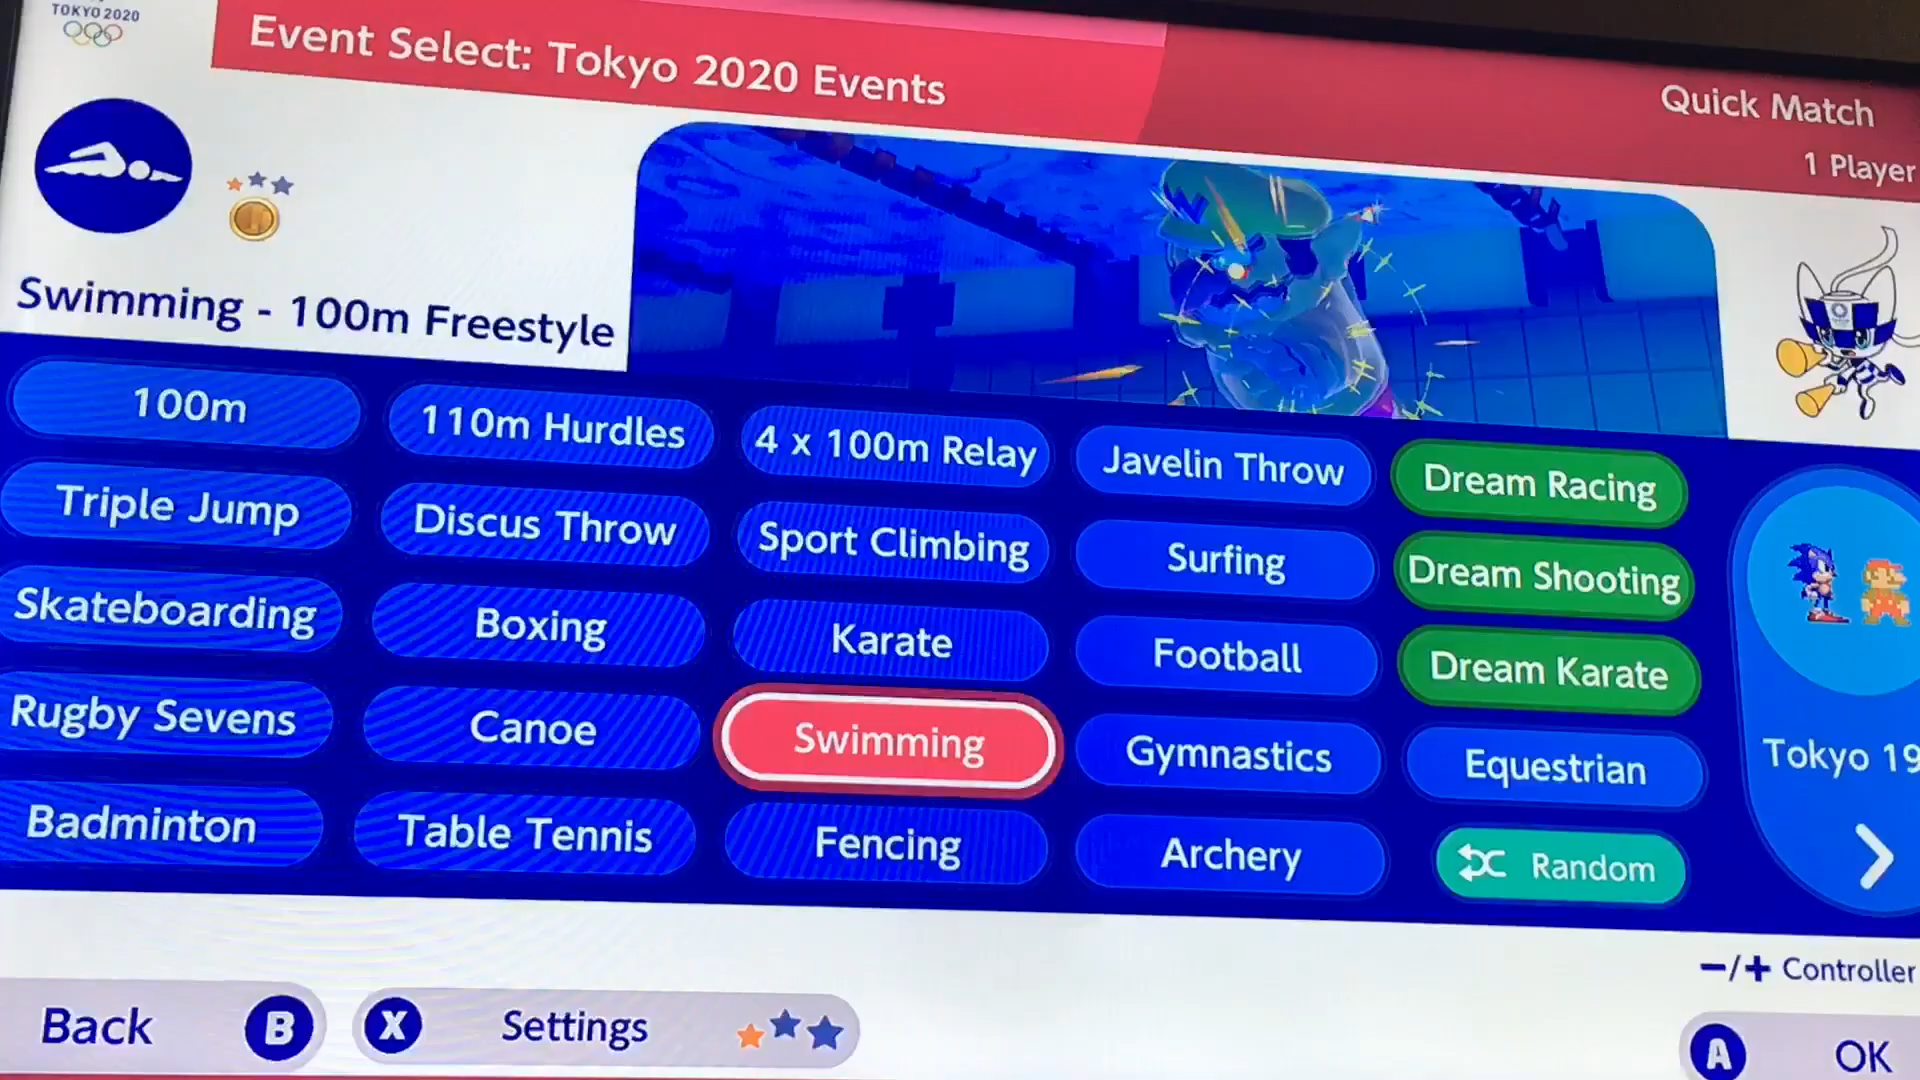 TOKYO 2020
Event Select: Tokyo 2020 Events
Quick Match
1 Player
Swimming - 100m Freestyle
100m
110m Hurdles
4 x 100m Relay
Javelin Throw
Dream Racing
Triple Jump
Discus Throw
Sport Climbing
Surfing
Dream Shooting
Skateboarding
Boxing
Karate
Football
Dream Karate
Rugby Sevens
Canoe
Swimming
Gymnastics
Equestrian
Tokyo 19
Badminton
Table Tennis
Fencing
Archery
Random
−/+ Controller
Back B
X Settings
A OK